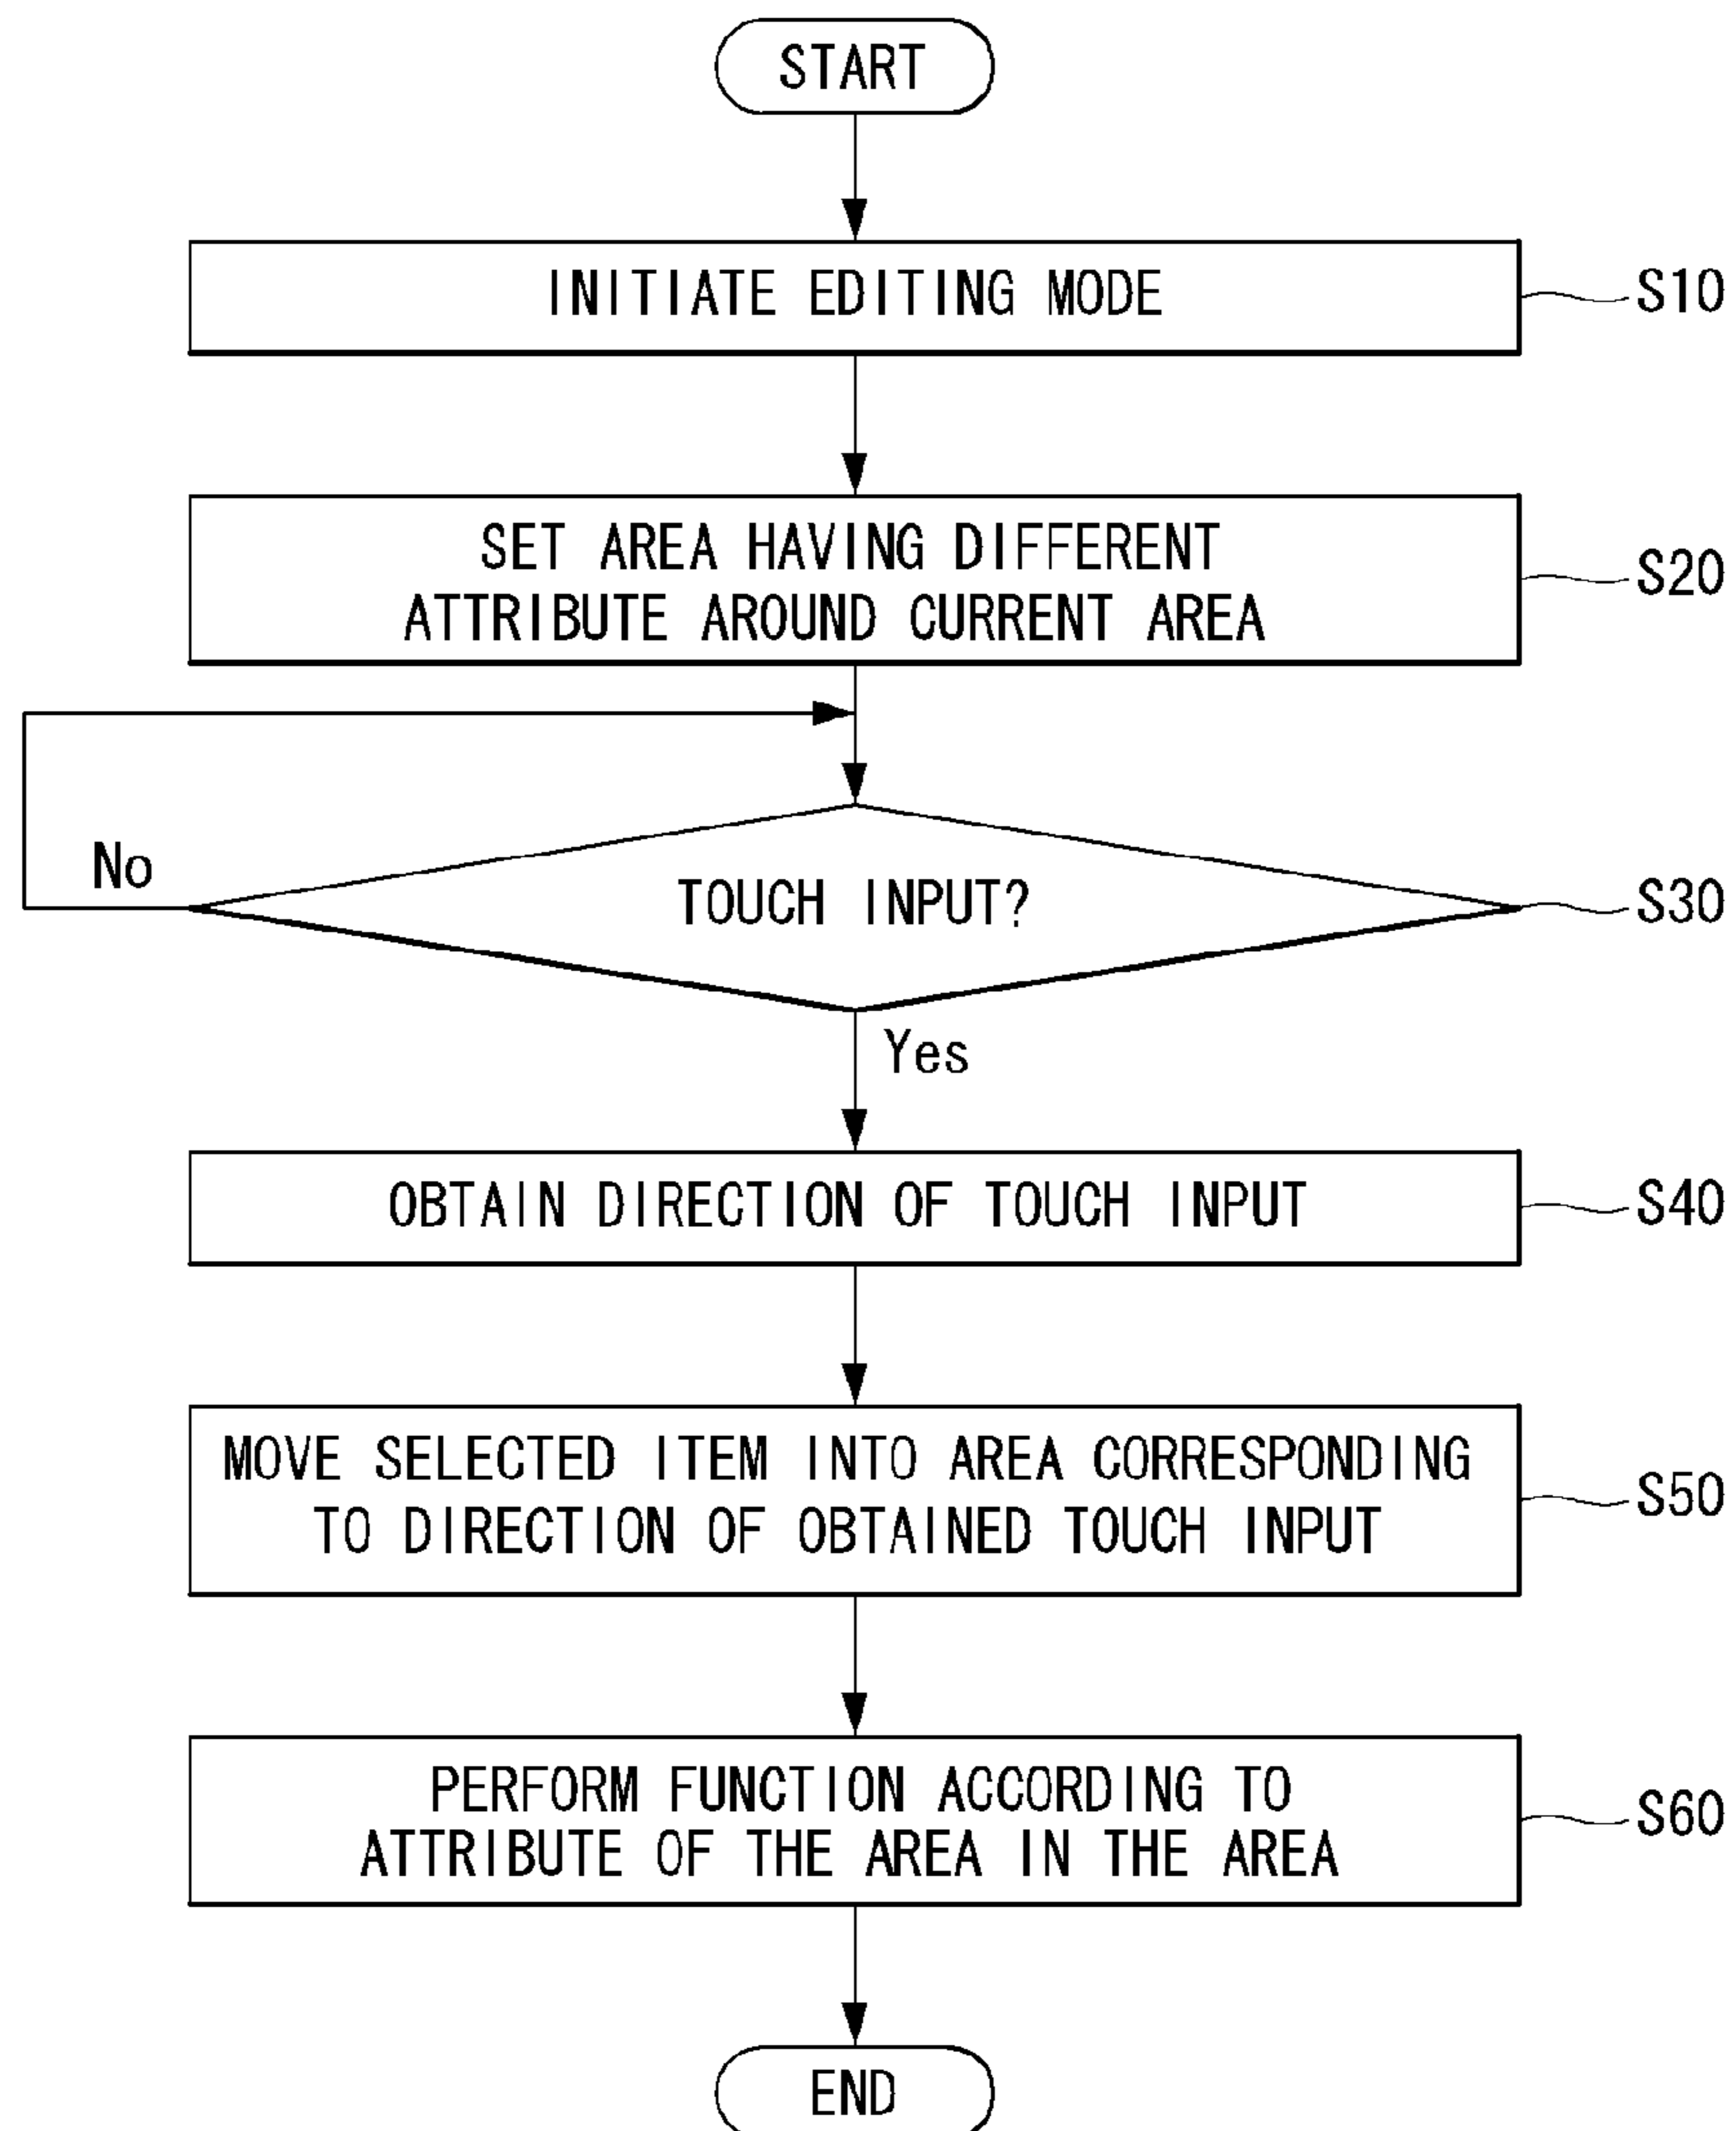 START
INITIATE EDITING MODE
S10
SET AREA HAVING DIFFERENT
ATTRIBUTE AROUND CURRENT AREA
S20
No
TOUCH INPUT?
S30
Yes
OBTAIN DIRECTION OF TOUCH INPUT
S40
MOVE SELECTED ITEM INTO AREA CORRESPONDING
TO DIRECTION OF OBTAINED TOUCH INPUT
S50
PERFORM FUNCTION ACCORDING TO
ATTRIBUTE OF THE AREA IN THE AREA
S60
END